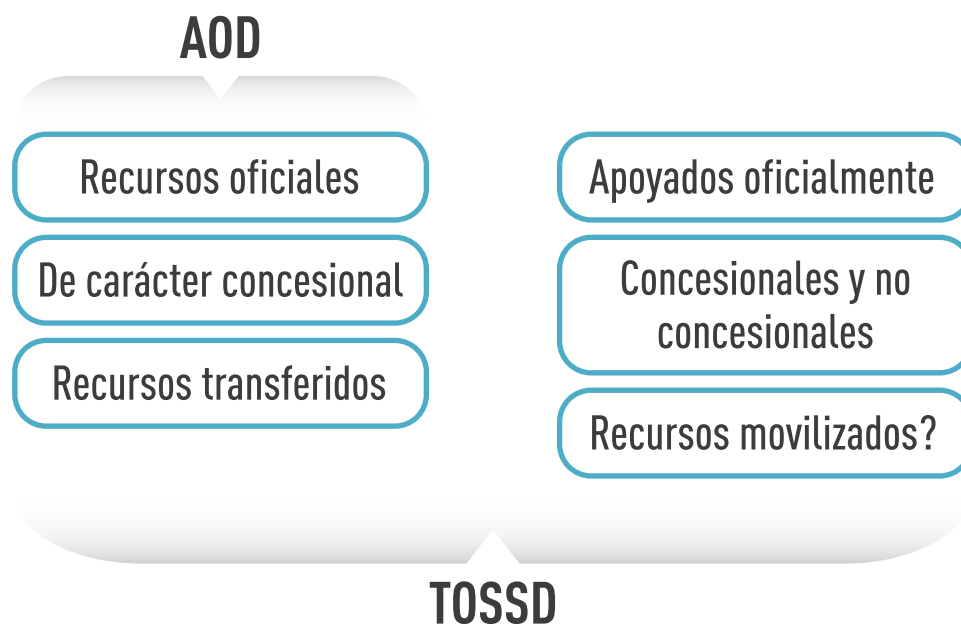 AOD
Recursos oficiales
De carácter concesional
Recursos transferidos
Apoyados oficialmente
Concesionales y no
concesionales
Recursos movilizados?
TOSSD